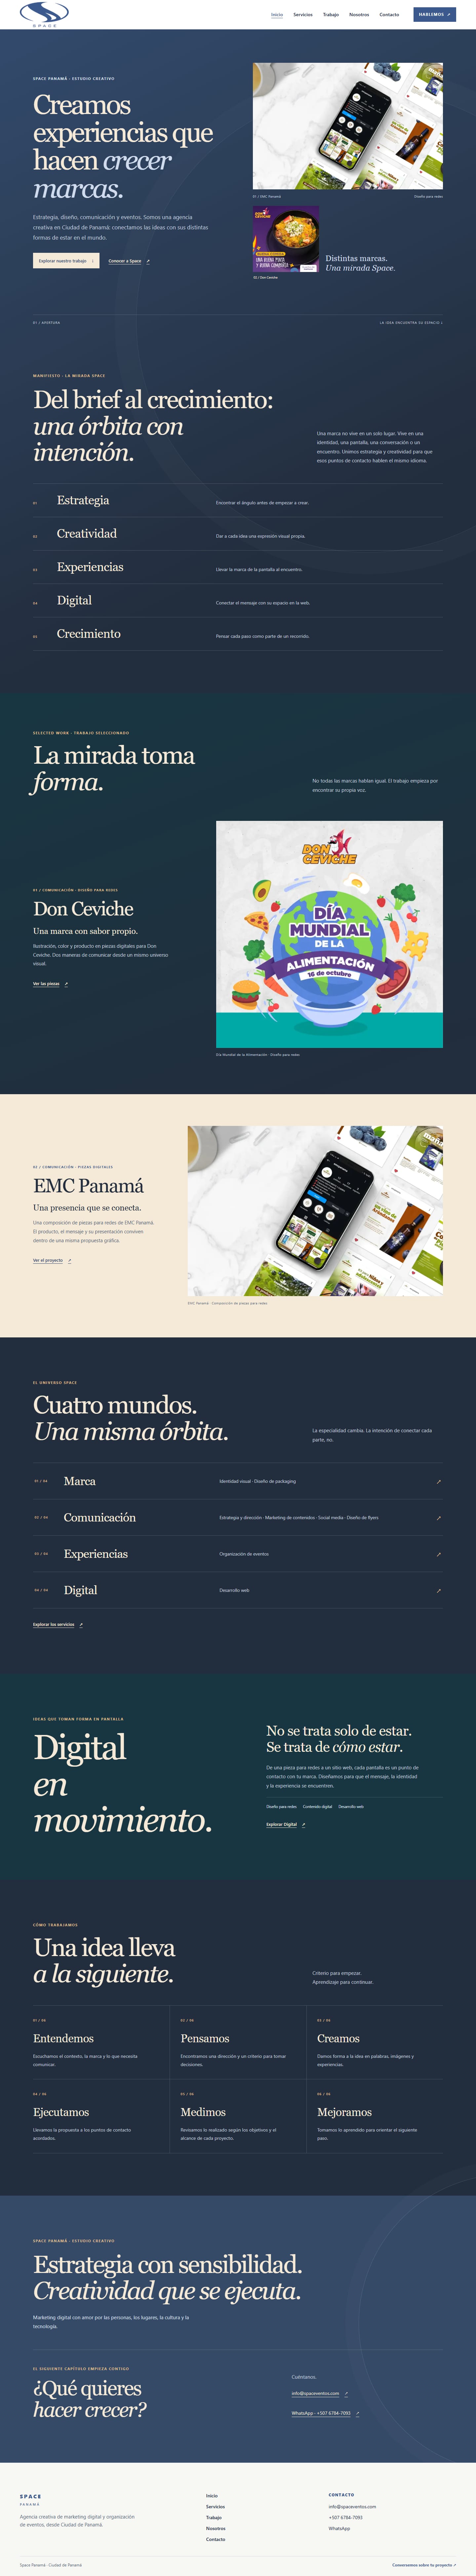 SPACE
Inicio
Servicios
Trabajo
Nosotros
Contacto
HABLEMOS ↗
SPACE PANAMÁ · ESTUDIO CREATIVO
Creamos
experiencias que
hacen crecer
marcas.
Estrategia, diseño, comunicación y eventos. Somos una agencia
creativa en Ciudad de Panamá: conectamos las ideas con sus distintas
formas de estar en el mundo.
Explorar nuestro trabajo ↓
Conocer a Space ↗
01 / EMC Panamá
Diseño para redes
DON CEVICHE
02 / Don Ceviche
Distintas marcas.
Una mirada Space.
01 / APERTURA
LA IDEA ENCUENTRA SU ESPACIO ↓
MANIFIESTO · LA MIRADA SPACE
Del brief al crecimiento:
una órbita con
intención.
Una marca no vive en un solo lugar. Vive en una
identidad, una pantalla, una conversación o un
encuentro. Unimos estrategia y creatividad para que
esos puntos de contacto hablen el mismo idioma.
01
Estrategia
Encontrar el ángulo antes de empezar a crear.
02
Creatividad
Dar a cada idea una expresión visual propia.
03
Experiencias
Llevar la marca de la pantalla al encuentro.
04
Digital
Conectar el mensaje con su espacio en la web.
05
Crecimiento
Pensar cada paso como parte de un recorrido.
SELECTED WORK · TRABAJO SELECCIONADO
La mirada toma
forma.
No todas las marcas hablan igual. El trabajo empieza por
encontrar su propia voz.
DON
CEVICHE
DÍA
MUNDIAL
DE LA
ALIMENTACIÓN
16 de octubre
01 / COMUNICACIÓN · DISEÑO PARA REDES
Don Ceviche
Una marca con sabor propio.
Ilustración, color y producto en piezas digitales para Don
Ceviche. Dos maneras de comunicar desde un mismo universo
visual.
Ver las piezas ↗
Día Mundial de la Alimentación · Diseño para redes
02 / COMUNICACIÓN · PIEZAS DIGITALES
EMC Panamá
Una presencia que se conecta.
Una composición de piezas para redes de EMC Panamá.
El producto, el mensaje y su presentación conviven
dentro de una misma propuesta gráfica.
Ver el proyecto ↗
EMC Panamá · Composición de piezas para redes
EL UNIVERSO SPACE
Cuatro mundos.
Una misma órbita.
La especialidad cambia. La intención de conectar cada
parte, no.
01 / 04
Marca
Identidad visual · Diseño de packaging
↗
02 / 04
Comunicación
Estrategia y dirección · Marketing de contenidos · Social media · Diseño de flyers
↗
03 / 04
Experiencias
Organización de eventos
↗
04 / 04
Digital
Desarrollo web
↗
Explorar los servicios ↗
IDEAS QUE TOMAN FORMA EN PANTALLA
Digital
en
movimiento.
No se trata solo de estar.
Se trata de cómo estar.
De una pieza para redes a un sitio web, cada pantalla es un punto de
contacto con tu marca. Diseñamos para que el mensaje, la identidad
y la experiencia se encuentren.
Diseño para redes
Contenido digital
Desarrollo web
Explorar Digital ↗
CÓMO TRABAJAMOS
Una idea lleva
a la siguiente.
Criterio para empezar.
Aprendizaje para continuar.
01 / 06
Entendemos
Escuchamos el contexto, la marca y lo que necesita
comunicar.
02 / 06
Pensamos
Encontramos una dirección y un criterio para tomar
decisiones.
03 / 06
Creamos
Damos forma a la idea en palabras, imágenes y
experiencias.
04 / 06
Ejecutamos
Llevamos la propuesta a los puntos de contacto
acordados.
05 / 06
Medimos
Revisamos lo realizado según los objetivos y el
alcance de cada proyecto.
06 / 06
Mejoramos
Tomamos lo aprendido para orientar el siguiente
paso.
SPACE PANAMÁ · ESTUDIO CREATIVO
Estrategia con sensibilidad.
Creatividad que se ejecuta.
Marketing digital con amor por las personas, los lugares, la cultura y la
tecnología.
EL SIGUIENTE CAPÍTULO EMPIEZA CONTIGO
¿Qué quieres
hacer crecer?
Cuéntanos.
info@spaceventos.com ↗
WhatsApp · +507 6784-7093 ↗
SPACE
PANAMÁ
Agencia creativa de marketing digital y organización
de eventos, desde Ciudad de Panamá.
Inicio
Servicios
Trabajo
Nosotros
Contacto
CONTACTO
info@spaceventos.com
+507 6784-7093
WhatsApp
Space Panamá · Ciudad de Panamá
Conversemos sobre tu proyecto ↗